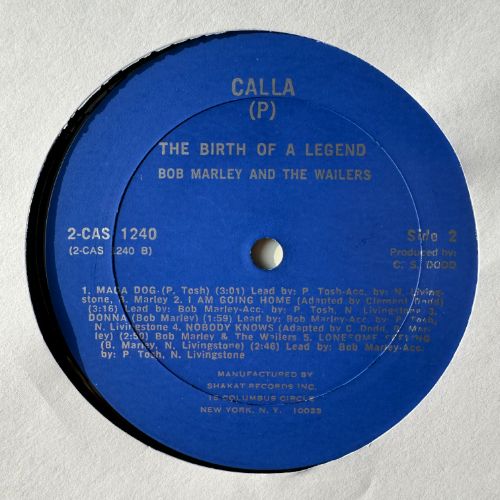 CALLA
(P)
THE BIRTH OF A LEGEND
BOB MARLEY AND THE WAILERS
2-CAS 1240
(2-CAS 1240 B)
Side 2
Produced by:
C. S. DODD
1. MAGA DOG-(P. Tosh) (3:01) Lead by: P Tosh-Acc. by: N. Living-
stone, B. Marley 2. I AM GOING HOME (Adapted by Clement Dodd)
(3:16) Lead by: Bob Marley-Acc. by: P. Tosh, N. Livingstone 3.
DONNA (Bob Marley) (1:59) Lead by: Bob Marley-Acc. by: P. Tosh,
N. Livingstone 4. NOBODY KNOWS (Adapted by C. Dodd, B. Mar-
ley) (2:50) Bob Marley & The Wailers 5. LONESOME FEELING
(B. Marley, N. Livingstone) (2:46) Lead by: Bob Marley-Acc. by:
P. Tosh, N. Livingstone
MANUFACTURED BY
SHAKAT RECORDS INC.
15 COLUMBUS CIRCLE
NEW YORK, N. Y. 10023